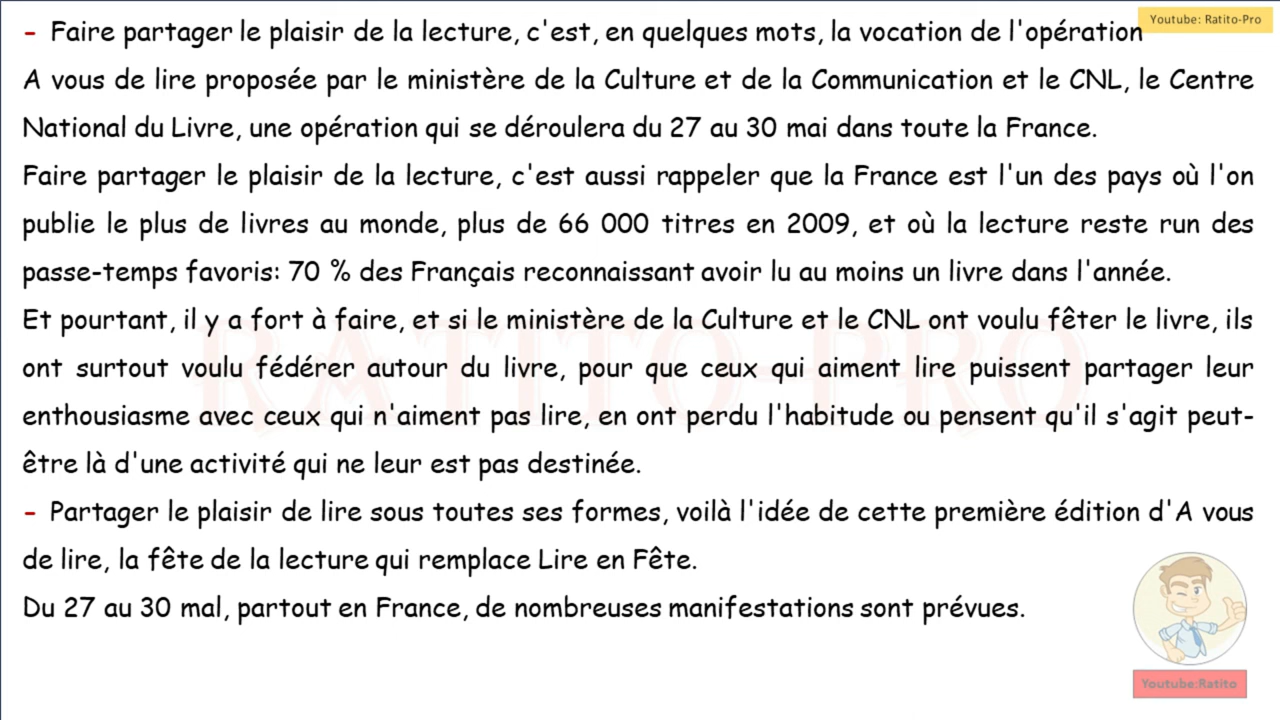 Youtube: Ratito-Pro
- Faire partager le plaisir de la lecture, c'est, en quelques mots, la vocation de l'opération
A vous de lire proposée par le ministère de la Culture et de la Communication et le CNL, le Centre
National du Livre, une opération qui se déroulera du 27 au 30 mai dans toute la France.
Faire partager le plaisir de la lecture, c'est aussi rappeler que la France est l'un des pays où l'on
publie le plus de livres au monde, plus de 66 000 titres en 2009, et où la lecture reste run des
passe-temps favoris: 70 % des Français reconnaissant avoir lu au moins un livre dans l'année.
Et pourtant, il y a fort à faire, et si le ministère de la Culture et le CNL ont voulu fêter le livre, ils
ont surtout voulu fédérer autour du livre, pour que ceux qui aiment lire puissent partager leur
enthousiasme avec ceux qui n'aiment pas lire, en ont perdu l'habitude ou pensent qu'il s'agit peut-
être là d'une activité qui ne leur est pas destinée.
- Partager le plaisir de lire sous toutes ses formes, voilà l'idée de cette première édition d'A vous
de lire, la fête de la lecture qui remplace Lire en Fête.
Du 27 au 30 mal, partout en France, de nombreuses manifestations sont prévues.
RATITO-PRO
Youtube:Ratito